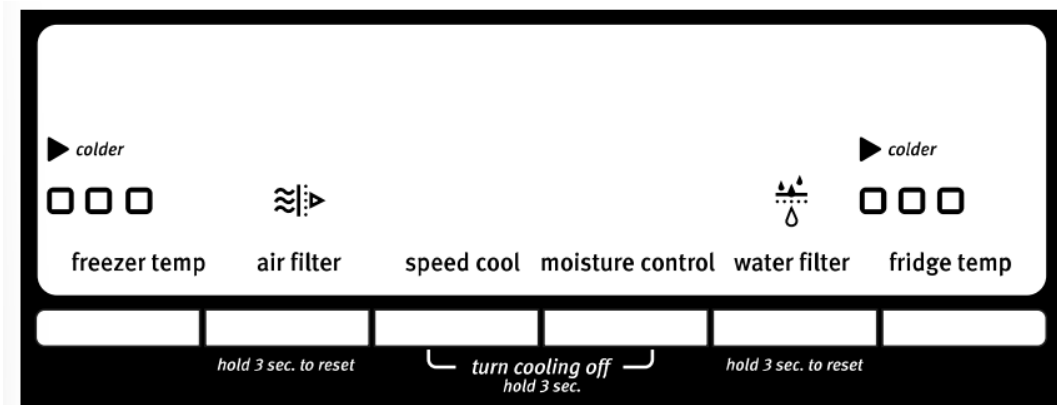 colder
colder
freezer temp
air filter
speed cool
moisture control
water filter
fridge temp
hold 3 sec. to reset
turn cooling off
hold 3 sec.
hold 3 sec. to reset